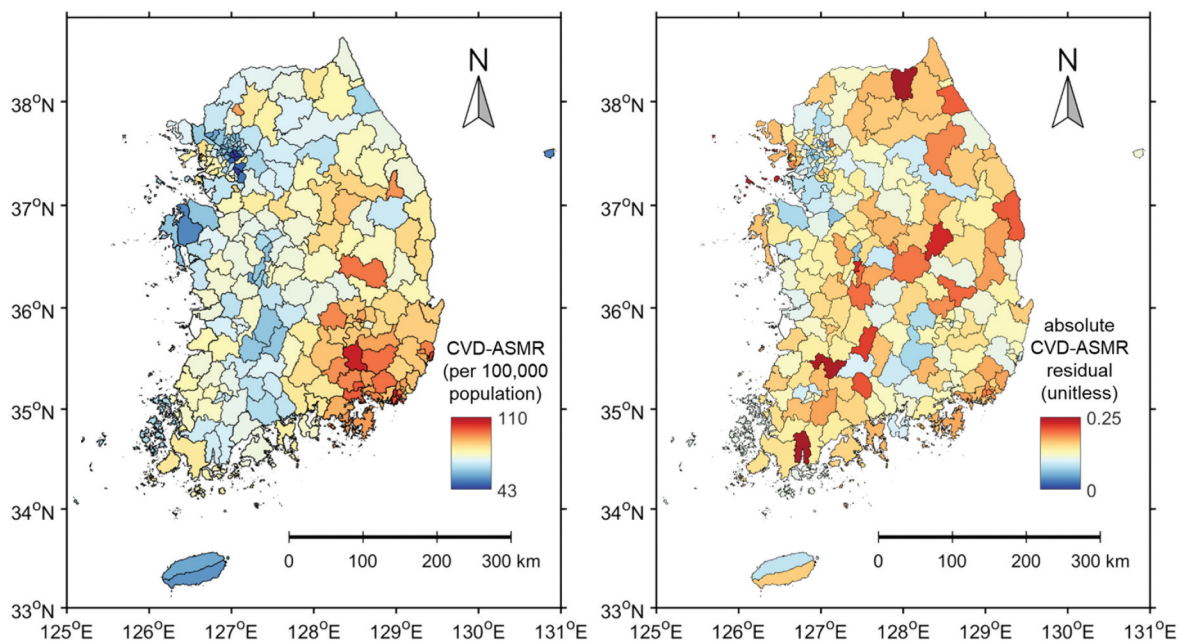 N
38°N
37°N
36°N
35°N
34°N
33°N
125°E
126°E
127°E
128°E
129°E
130°E
131°E
CVD-ASMR
(per 100,000
population)
110
43
0
100
200
300 km
N
38°N
37°N
36°N
35°N
34°N
33°N
125°E
126°E
127°E
128°E
129°E
130°E
131°E
absolute
CVD-ASMR
residual
(unitless)
0.25
0
0
100
200
300 km